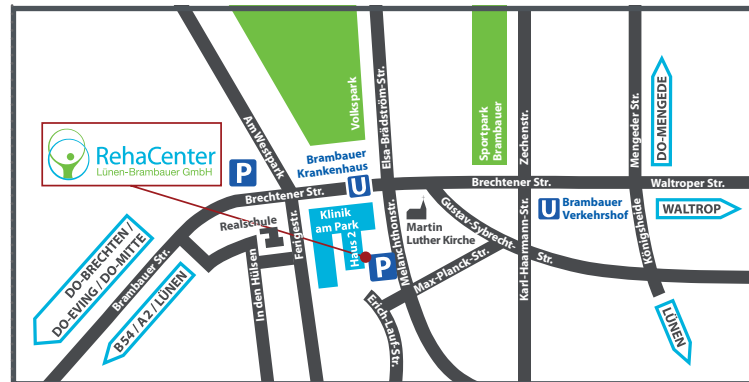 Am Westpark
Volkspark
Elsa-Brädström-Str.
Sportpark
Brambauer
Zechenstr.
Mengeder Str.
DO-MENGEDE
RehaCenter
Lünen-Brambauer GmbH
P
Brambauer
Krankenhaus
U
Brechtener Str.
Brechtener Str.
Waltroper Str.
Realschule
Ferigestr.
Klinik
am Park
Haus 2
P
Melanchthonstr.
Martin
Luther Kirche
Gustav-Sybrecht-
Str.
U
Brambauer
Verkehrshof
WALTROP
Königsheide
Karl-Haarmann-Str.
Max-Planck-Str.
Erich-Lauf-Str.
In den Hülsen
Brambauer Str.
DO-BRECHTEN /
DO-EVING / DO-MITTE
B54 / A2 / LÜNEN
LÜNEN